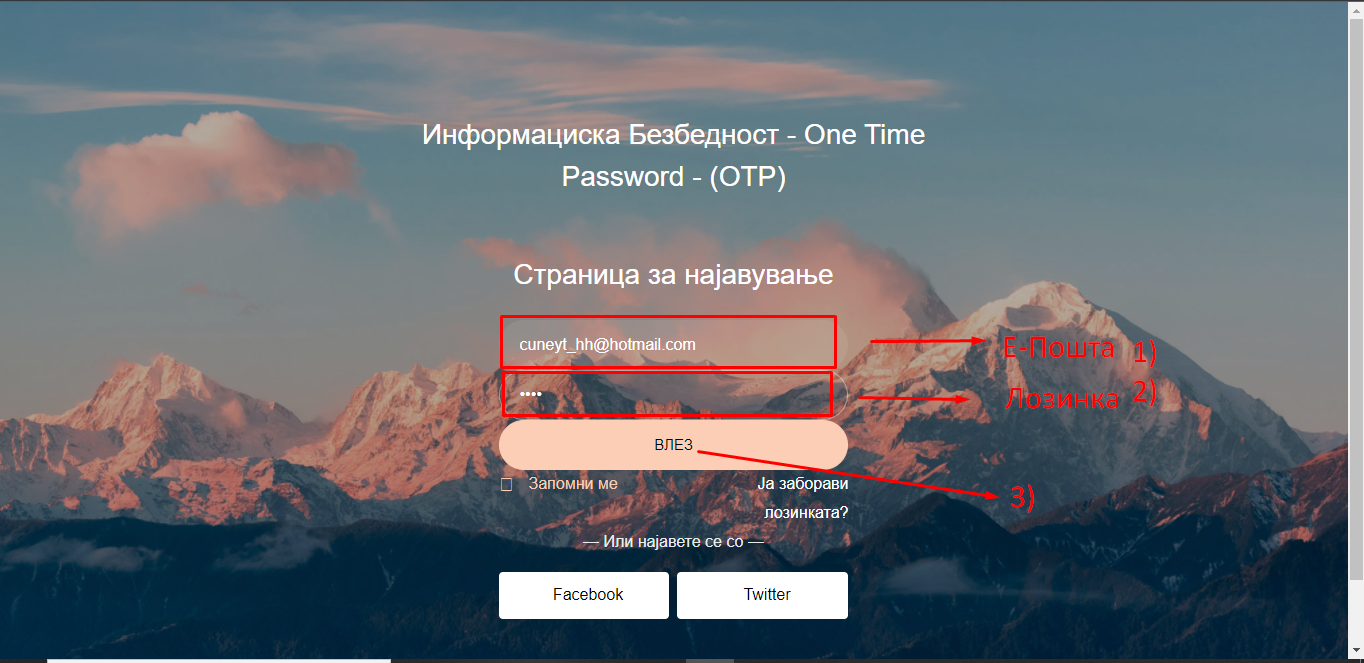 Информациска Безбедност - One Time
Password - (OTP)
Страница за најавување
cuneyt_hh@hotmail.com
Е-Пошта 1)
••••
Лозинка 2)
ВЛЕЗ
Запомни ме
Ја заборави
лозинката?
3)
— Или најавете се со —
Facebook
Twitter